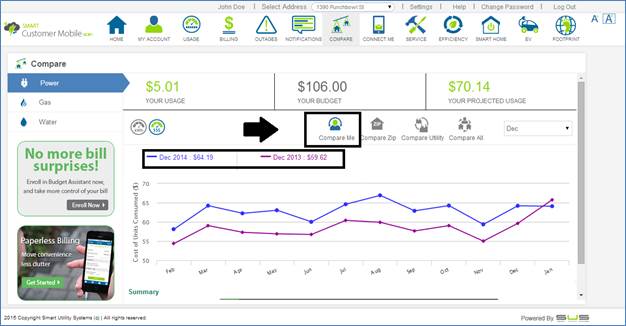 John Doe | Select Address 1390 Punchbowl St | Settings | Help | Change Password | Log Out
SMART
Customer Mobile
HOME MY ACCOUNT USAGE BILLING OUTAGES NOTIFICATIONS COMPARE CONNECT ME SERVICE EFFICIENCY SMART HOME EV FOOTPRINT
A A
Compare
Power
Gas
Water
$5.01 $106.00 $70.14
YOUR USAGE YOUR BUDGET YOUR PROJECTED USAGE
kWh $$$
Compare Me Compare Zip Compare Utility Compare All
ZIP
Dec
Dec 2014 : $64.19 Dec 2013 : $59.62
Cost of Units Consumed ($)
70
65
60
55
50
Feb Mar Apr May Jun Jul Aug Sep Oct Nov Dec Jan
Summary
No more bill
surprises!
Enroll in Budget Assistant now,
and take more control of your bill
Enroll Now
Paperless Billing
Move convenience
less clutter
Get Started
2015 Copyright Smart Utility Systems (c) | All rights reserved
Powered By SUS